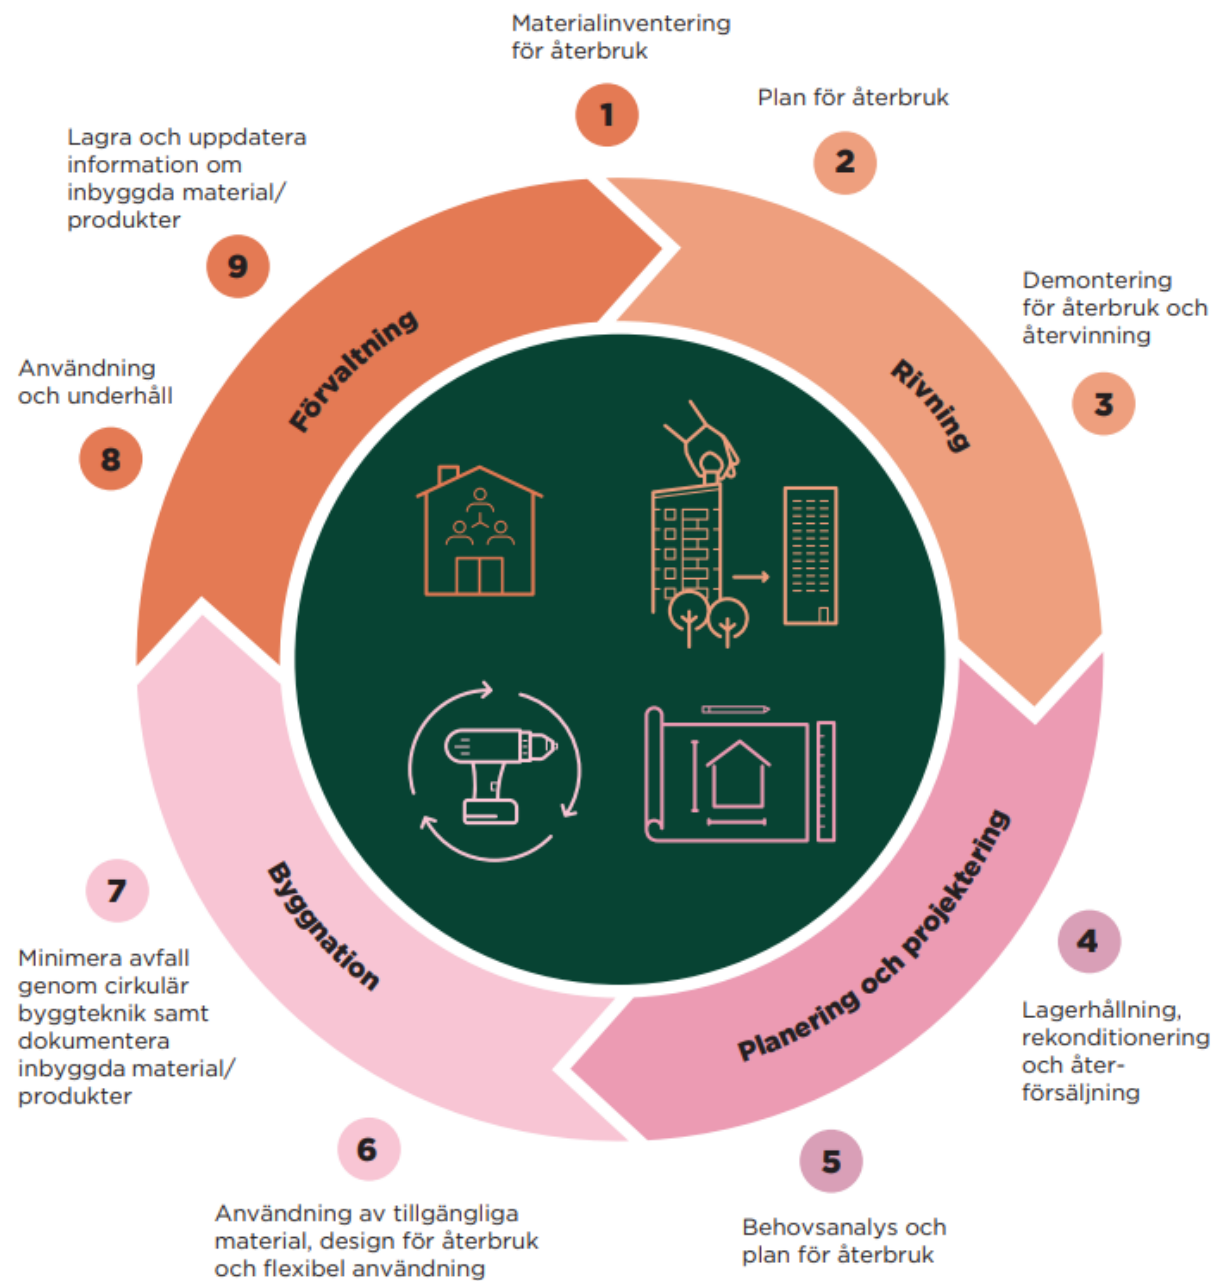 Materialinventering
för återbruk
1
Plan för återbruk
2
Demontering
för återbruk och
återvinning
3
4
Lagerhållning,
rekonditionering
och åter-
försäljning
5
Behovsanalys och
plan för återbruk
6
Användning av tillgängliga
material, design för återbruk
och flexibel användning
7
Minimera avfall
genom cirkulär
byggteknik samt
dokumentera
inbyggda material/
produkter
Användning
och underhåll
8
Lagra och uppdatera
information om
inbyggda material/
produkter
9
Förvaltning
Rivning
Planering och projektering
Byggnation